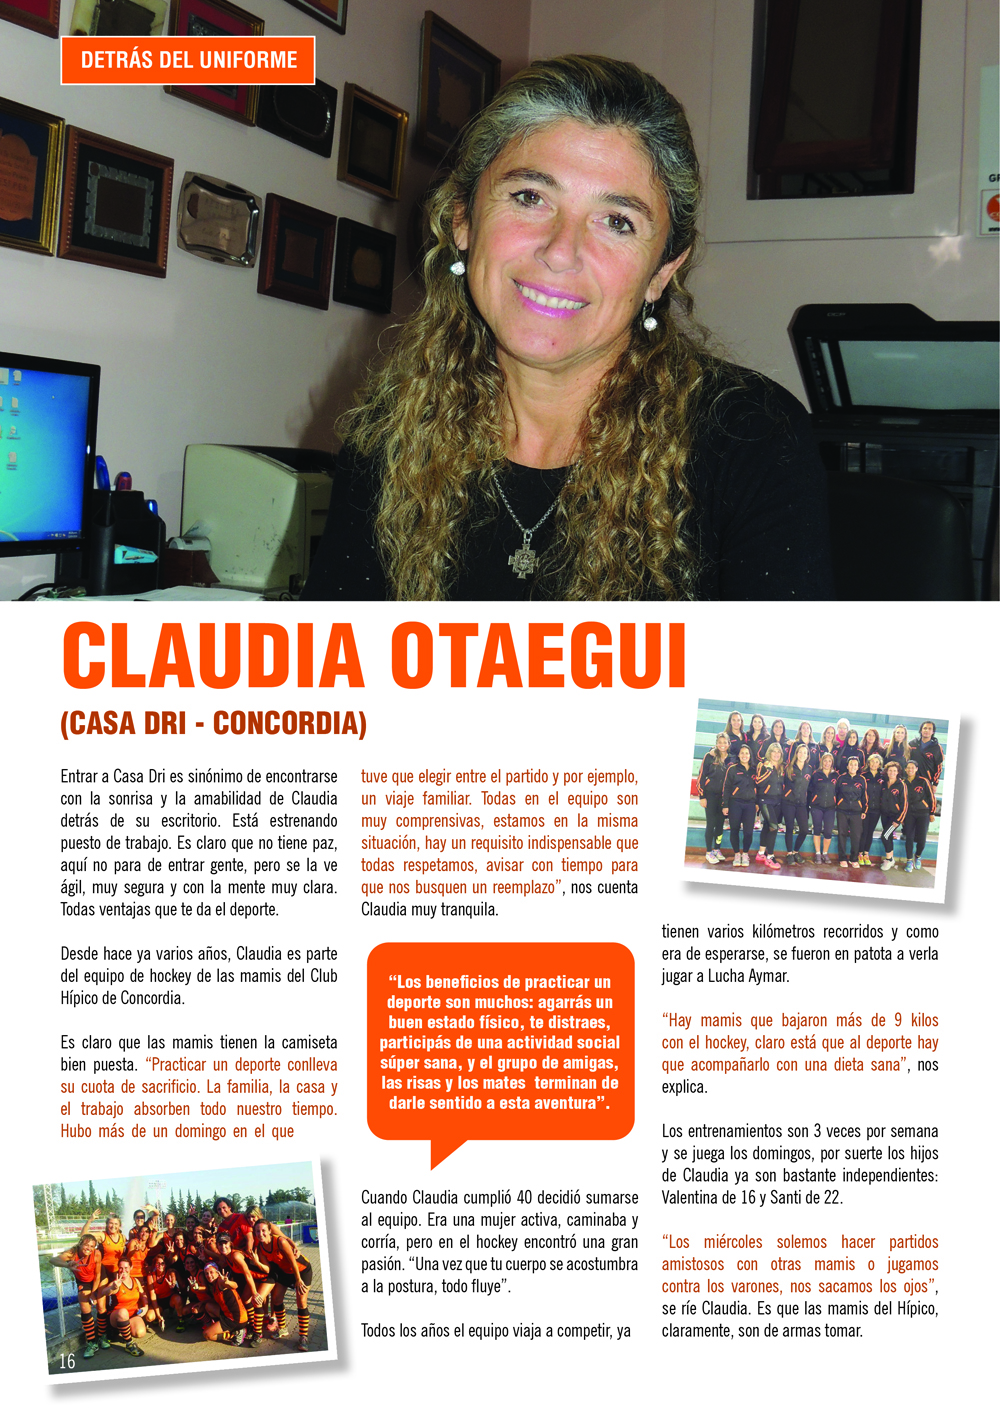 DETRÁS DEL UNIFORME
CLAUDIA OTAEGUI
(CASA DRI - CONCORDIA)
Entrar a Casa Dri es sinónimo de encontrarse
con la sonrisa y la amabilidad de Claudia
detrás de su escritorio. Está estrenando
puesto de trabajo. Es claro que no tiene paz,
aquí no para de entrar gente, pero se la ve
ágil, muy segura y con la mente muy clara.
Todas ventajas que te da el deporte.
Desde hace ya varios años, Claudia es parte
del equipo de hockey de las mamis del Club
Hípico de Concordia.
Es claro que las mamis tienen la camiseta
bien puesta. “Practicar un deporte conlleva
su cuota de sacrificio. La familia, la casa y
el trabajo absorben todo nuestro tiempo.
Hubo más de un domingo en el que
16
tuve que elegir entre el partido y por ejemplo,
un viaje familiar. Todas en el equipo son
muy comprensivas, estamos en la misma
situación, hay un requisito indispensable que
todas respetamos, avisar con tiempo para
que nos busquen un reemplazo”, nos cuenta
Claudia muy tranquila.
“Los beneficios de practicar un
deporte son muchos: agarrás un
buen estado físico, te distraes,
participás de una actividad social
súper sana, y el grupo de amigas,
las risas y los mates terminan de
darle sentido a esta aventura”.
Cuando Claudia cumplió 40 decidió sumarse
al equipo. Era una mujer activa, caminaba y
corría, pero en el hockey encontró una gran
pasión. “Una vez que tu cuerpo se acostumbra
a la postura, todo fluye”.
Todos los años el equipo viaja a competir, ya
tienen varios kilómetros recorridos y como
era de esperarse, se fueron en patota a verla
jugar a Lucha Aymar.
“Hay mamis que bajaron más de 9 kilos
con el hockey, claro está que al deporte hay
que acompañarlo con una dieta sana”, nos
explica.
Los entrenamientos son 3 veces por semana
y se juega los domingos, por suerte los hijos
de Claudia ya son bastante independientes:
Valentina de 16 y Santi de 22.
“Los miércoles solemos hacer partidos
amistosos con otras mamis o jugamos
contra los varones, nos sacamos los ojos”,
se ríe Claudia. Es que las mamis del Hípico,
claramente, son de armas tomar.